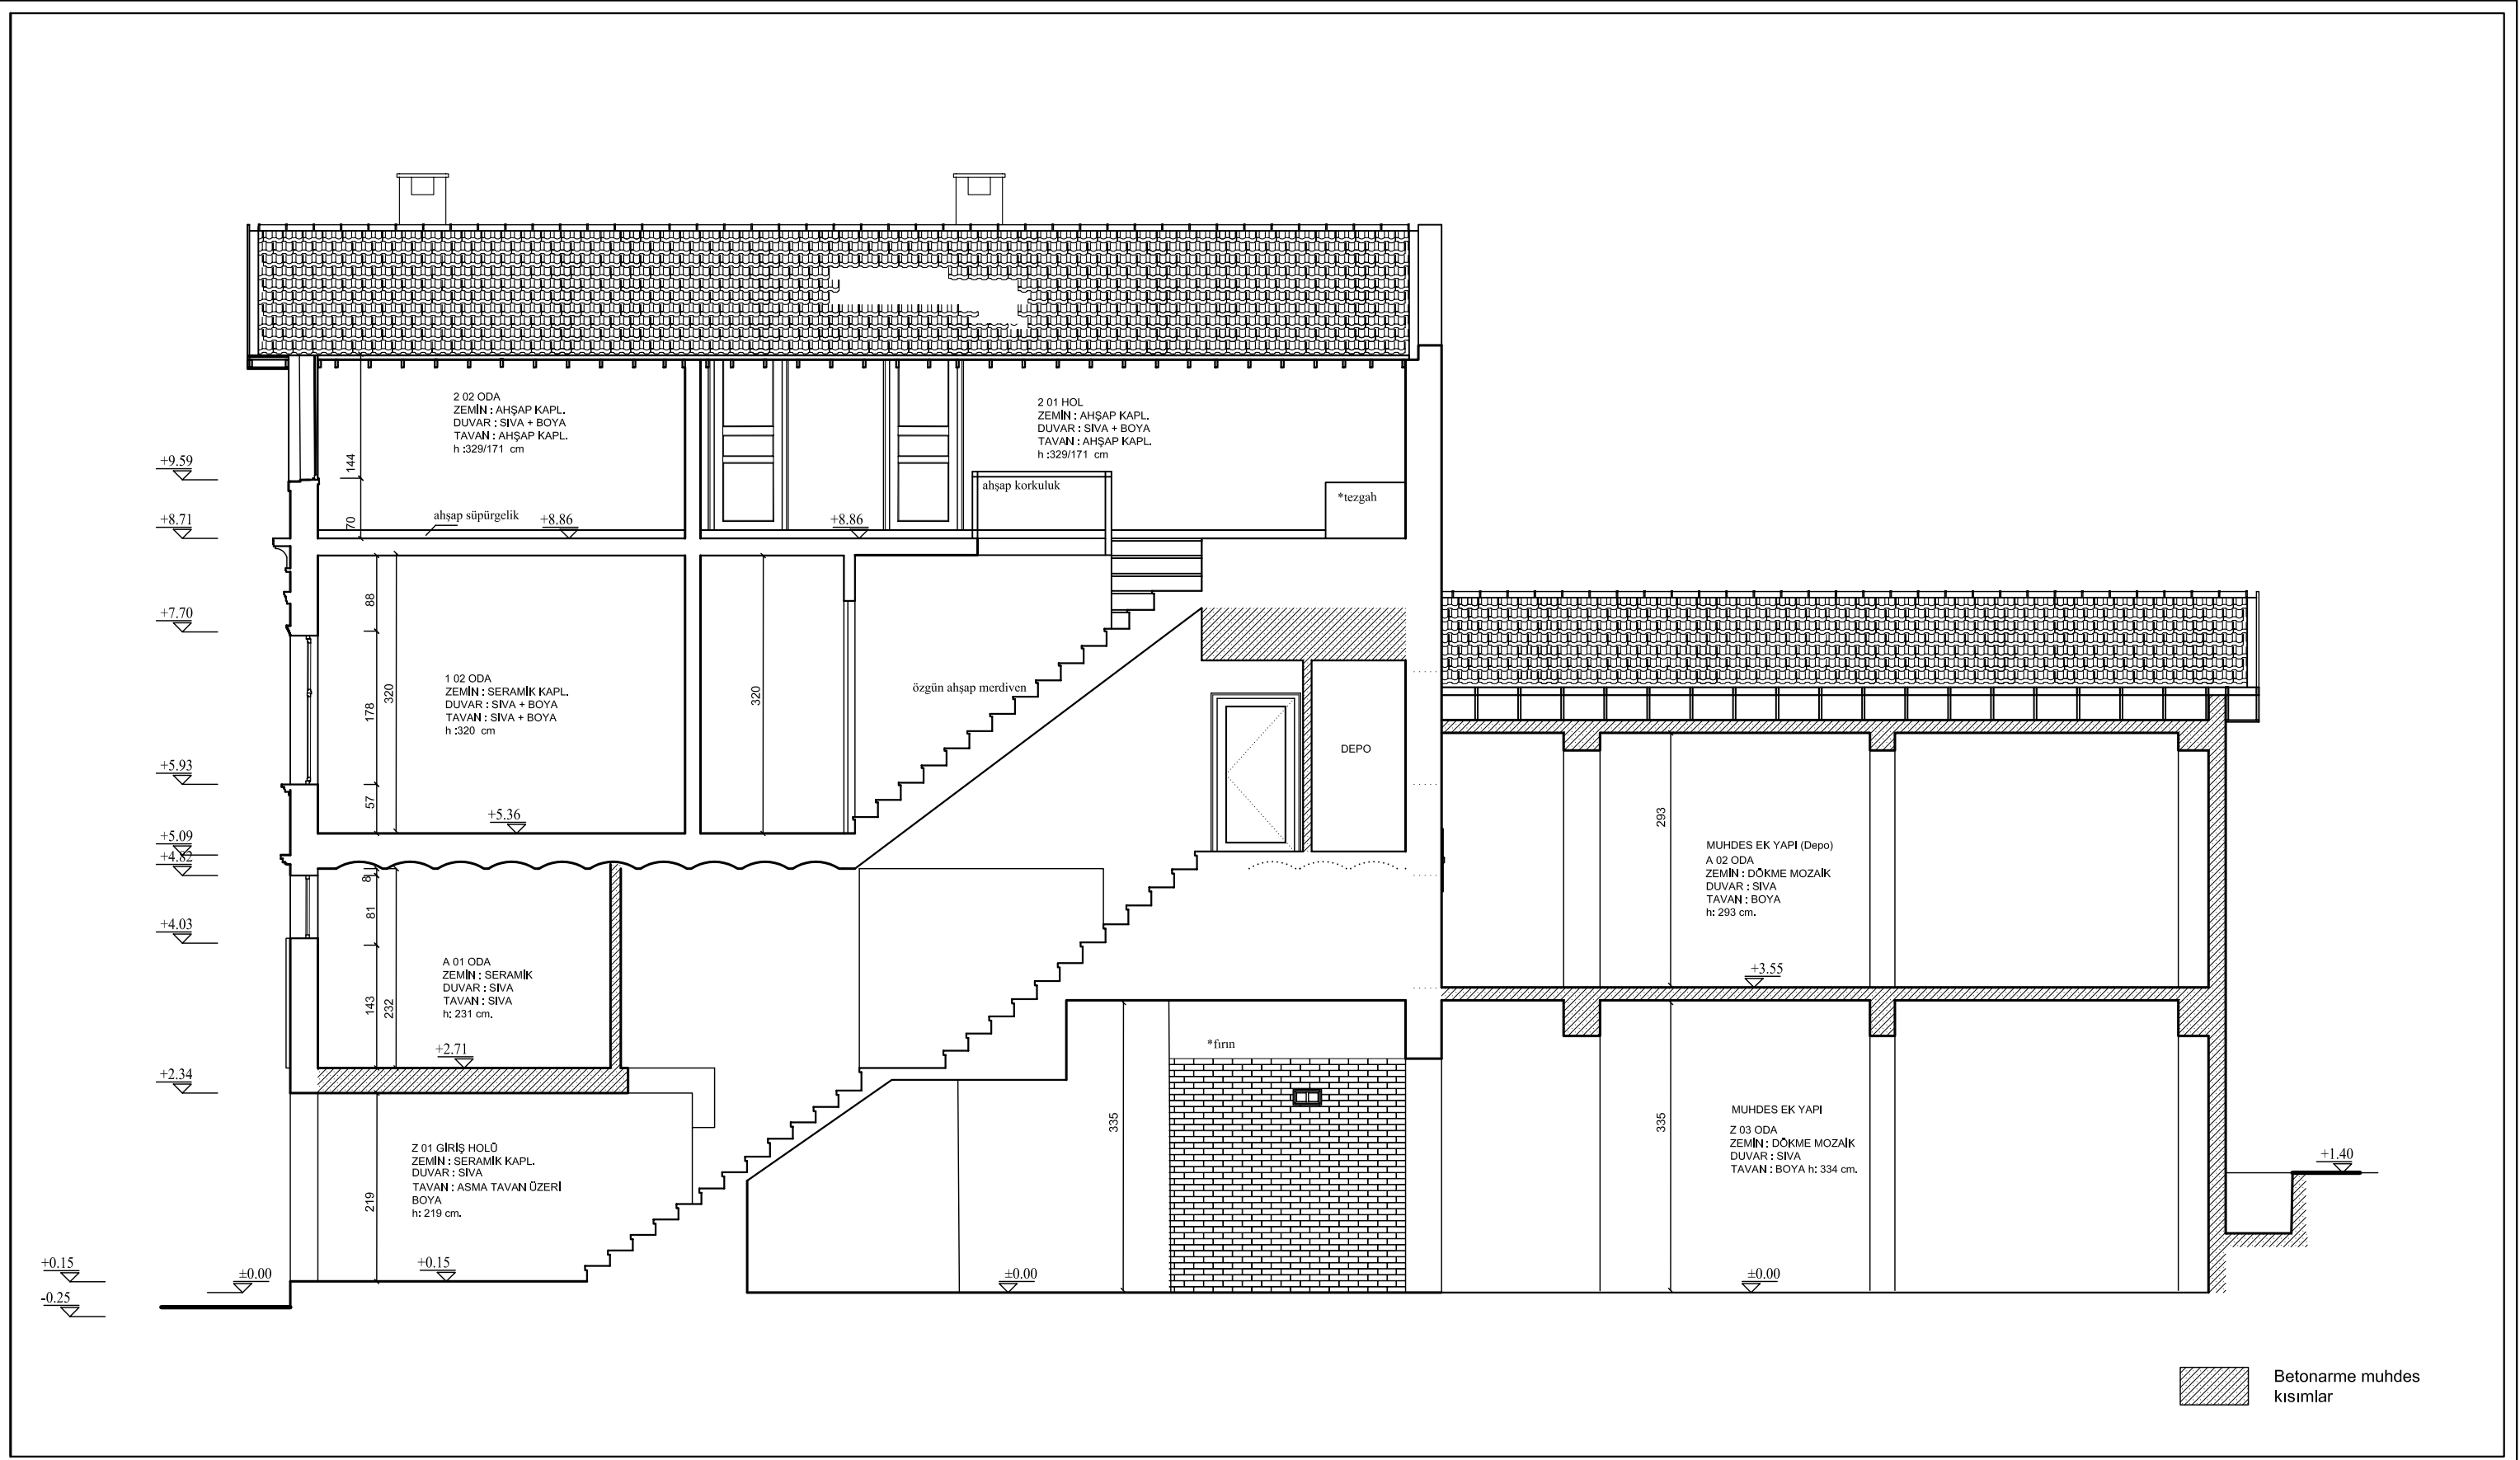 2 02 ODA
ZEMİN : AHŞAP KAPL.
DUVAR : SIVA + BOYA
TAVAN : AHŞAP KAPL.
h :329/171 cm
2 01 HOL
ZEMİN : AHŞAP KAPL.
DUVAR : SIVA + BOYA
TAVAN : AHŞAP KAPL.
h :329/171 cm
+9.59
144
ahşap korkuluk
*tezgah
+8.71
70
ahşap süpürgelik
+8.86
+8.86
+7.70
88
1 02 ODA
ZEMİN : SERAMİK KAPL.
DUVAR : SIVA + BOYA
TAVAN : SIVA + BOYA
h :320 cm
178
320
320
özgün ahşap merdiven
DEPO
+5.93
57
+5.36
293
+5.09
+4.82
8
81
+4.03
MUHDES EK YAPI (Depo)
A 02 ODA
ZEMİN : DÖKME MOZAİK
DUVAR : SIVA
TAVAN : BOYA
h: 293 cm.
+3.55
A 01 ODA
ZEMİN : SERAMİK
DUVAR : SIVA
TAVAN : SIVA
h: 231 cm.
143
232
+2.71
*fırın
+2.34
335
335
MUHDES EK YAPI
Z 03 ODA
ZEMİN : DÖKME MOZAİK
DUVAR : SIVA
TAVAN : BOYA h: 334 cm.
+1.40
Z 01 GİRİŞ HOLÜ
ZEMİN : SERAMİK KAPL.
DUVAR : SIVA
TAVAN : ASMA TAVAN ÜZERİ
BOYA
h: 219 cm.
219
+0.15
±0.00
+0.15
±0.00
±0.00
-0.25
Betonarme muhdes
kısımlar